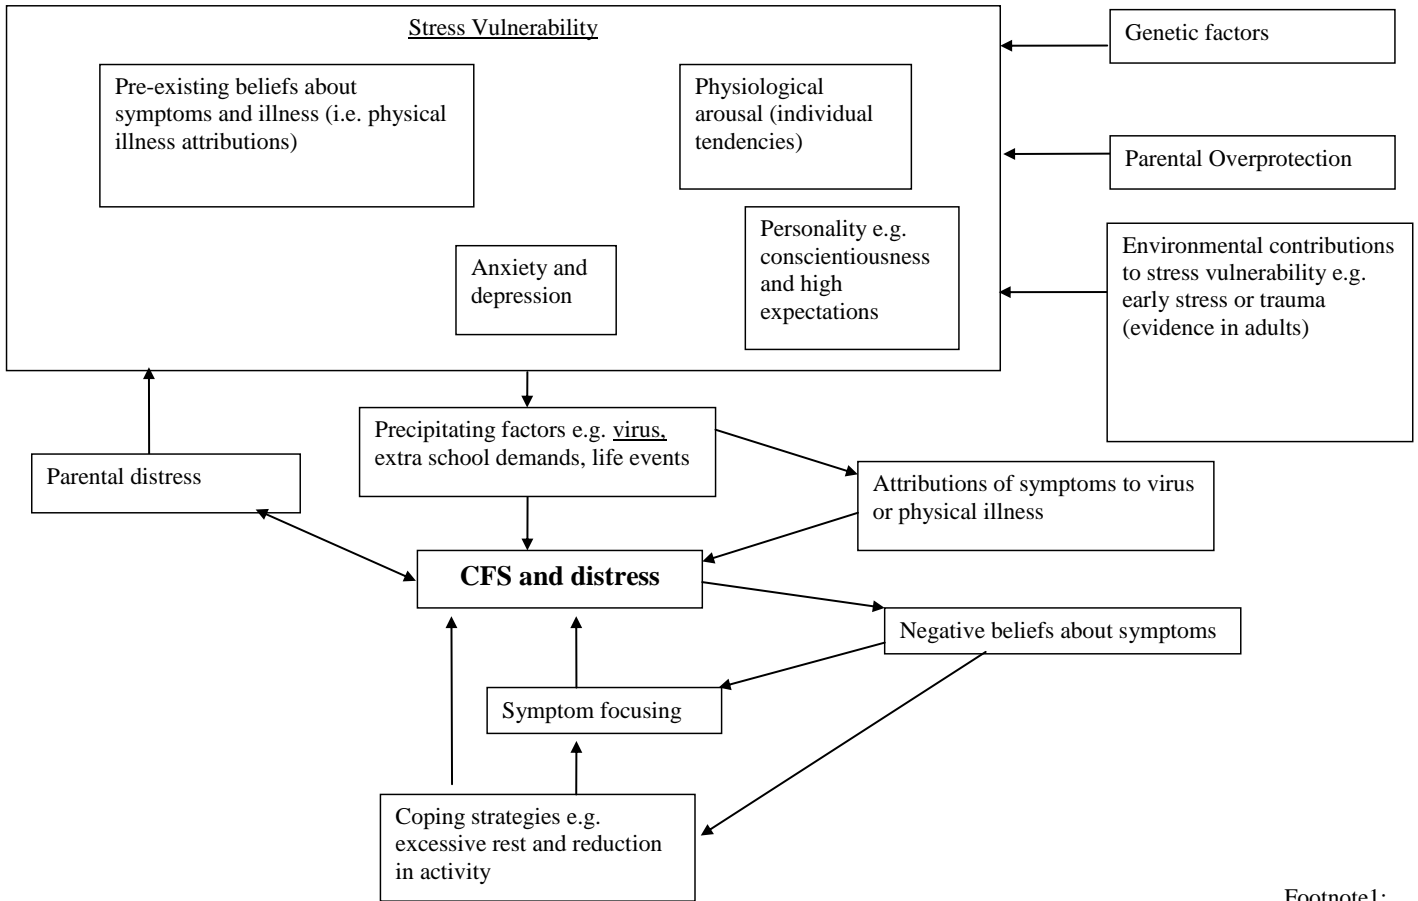 Stress Vulnerability
Genetic factors
Pre-existing beliefs about
symptoms and illness (i.e. physical
illness attributions)
Physiological
arousal (individual
tendencies)
Parental Overprotection
Personality e.g.
conscientiousness
and high
expectations
Environmental contributions
to stress vulnerability e.g.
early stress or trauma
(evidence in adults)
Anxiety and
depression
Precipitating factors e.g. virus,
extra school demands, life events
Parental distress
Attributions of symptoms to virus
or physical illness
CFS and distress
Negative beliefs about symptoms
Symptom focusing
Coping strategies e.g.
excessive rest and reduction
in activity
Footnote1: